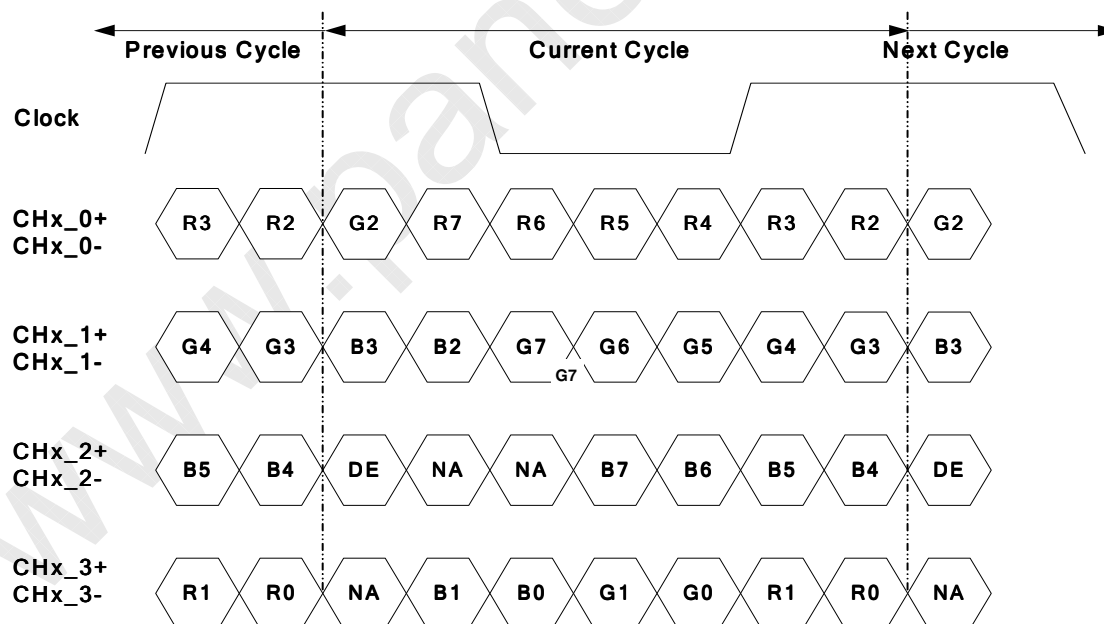 Previous Cycle Current Cycle Next Cycle
Clock
CHx_0+
CHx_0-
R3 R2 G2 R7 R6 R5 R4 R3 R2 G2
CHx_1+
CHx_1-
G4 G3 B3 B2 G7 G6 G5 G4 G3 B3
G7
CHx_2+
CHx_2-
B5 B4 DE NA NA B7 B6 B5 B4 DE
CHx_3+
CHx_3-
R1 R0 NA B1 B0 G1 G0 R1 R0 NA
www.pan